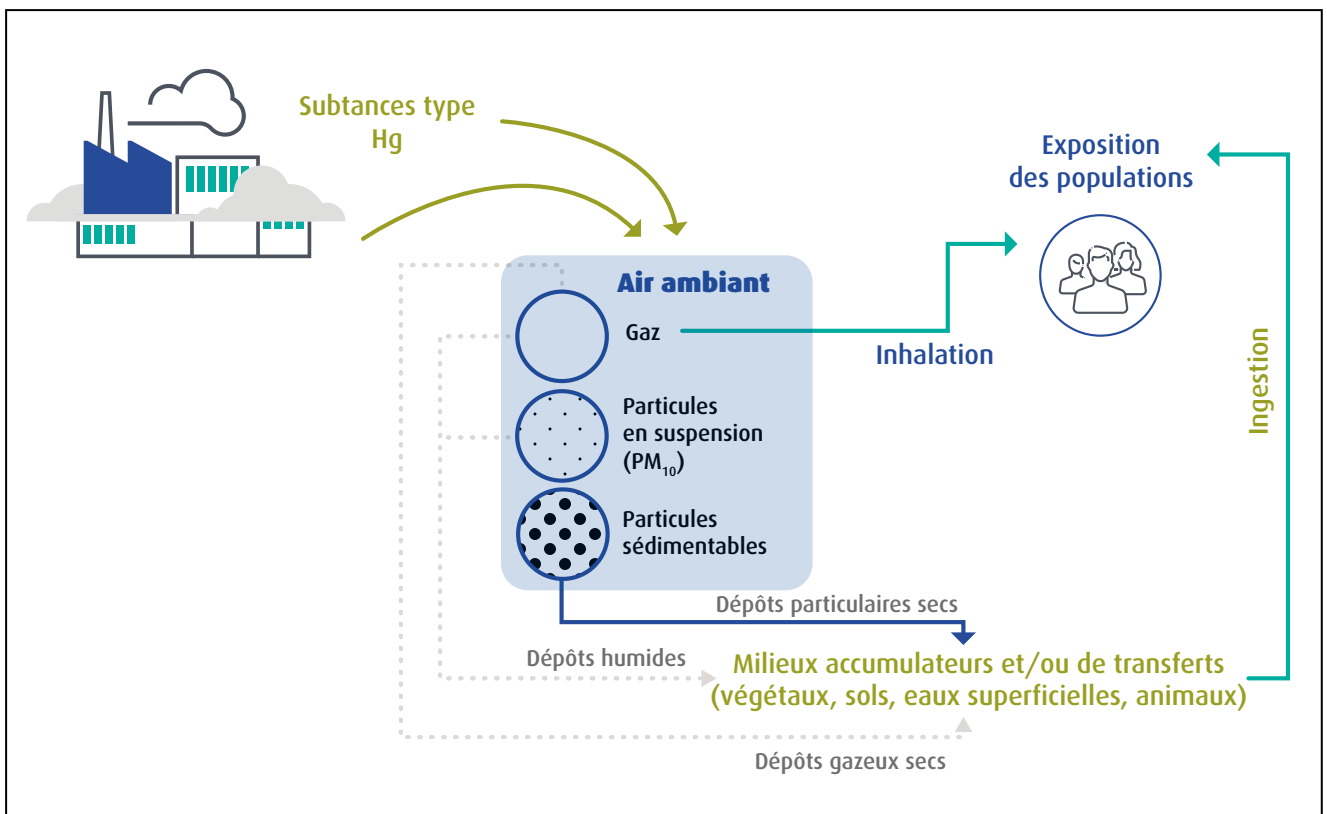 Subtances type
Hg
Exposition
des populations
Air ambiant
Gaz
Inhalation
Particules
en suspension
(PM₁₀)
Ingestion
Particules
sédimentables
Dépôts particulaires secs
Dépôts humides
Milieux accumulateurs et/ou de transferts
(végétaux, sols, eaux superficielles, animaux)
Dépôts gazeux secs